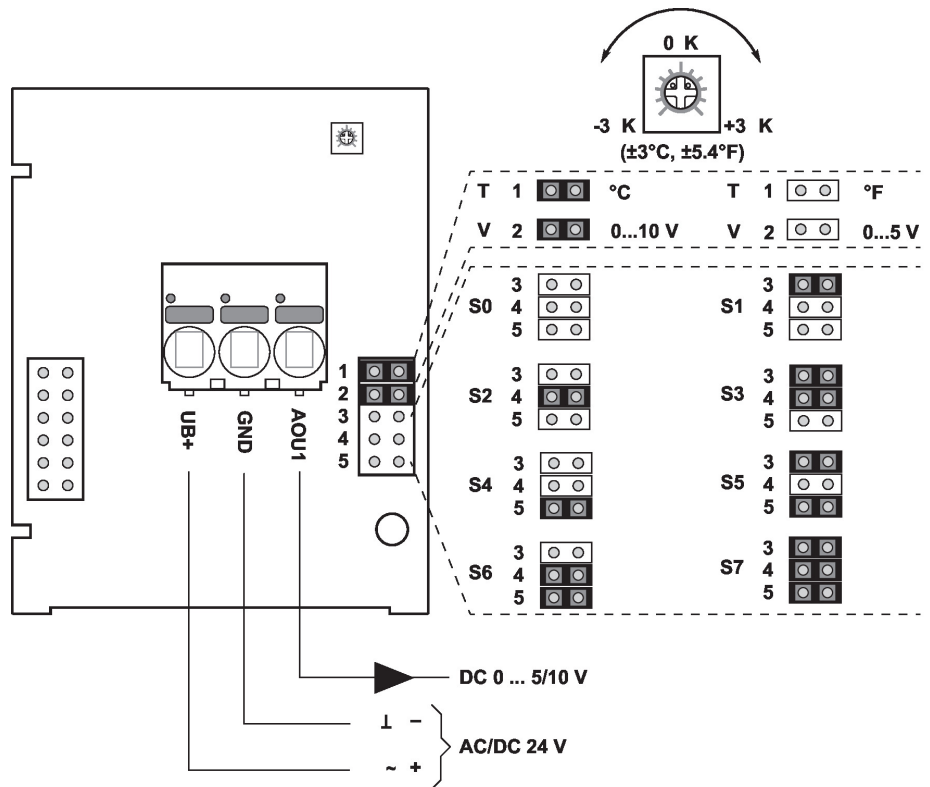 0 K
-3 K +3 K
(±3°C, ±5.4°F)
T 1 °C T 1 °F
V 2 0...10 V V 2 0...5 V
S0 3 4 5
S1 3 4 5
S2 3 4 5
S3 3 4 5
S4 3 4 5
S5 3 4 5
S6 3 4 5
S7 3 4 5
1
2
3
4
5
UB+
GND
AOU1
DC 0 ... 5/10 V
⊥ −
AC/DC 24 V
~ +